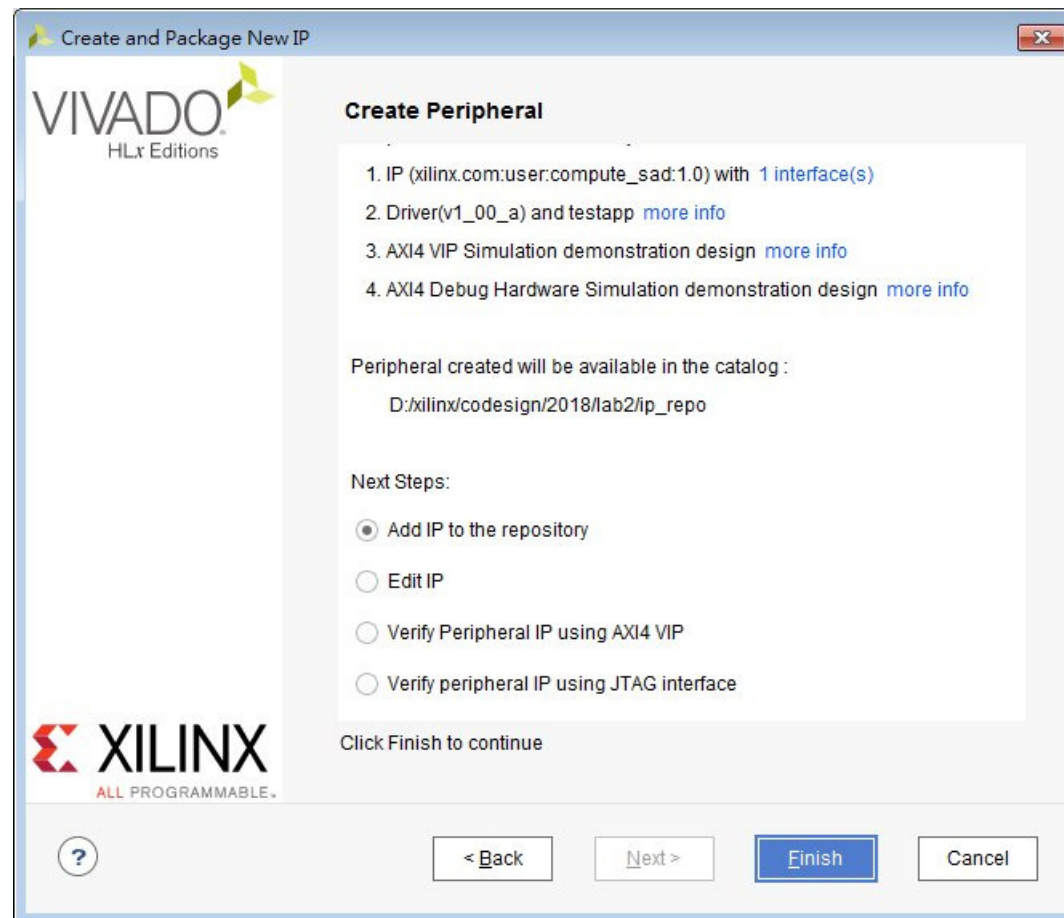 Create and Package New IP
VIVADO
HLx Editions
Create Peripheral
1. IP (xilinx.com:user:compute_sad:1.0) with 1 interface(s)
2. Driver(v1_00_a) and testapp more info
3. AXI4 VIP Simulation demonstration design more info
4. AXI4 Debug Hardware Simulation demonstration design more info
Peripheral created will be available in the catalog :
D:/xilinx/codesign/2018/lab2/ip_repo
Next Steps:
Add IP to the repository
Edit IP
Verify Peripheral IP using AXI4 VIP
Verify peripheral IP using JTAG interface
Click Finish to continue
XILINX
ALL PROGRAMMABLE.
?
< Back
Next >
Finish
Cancel